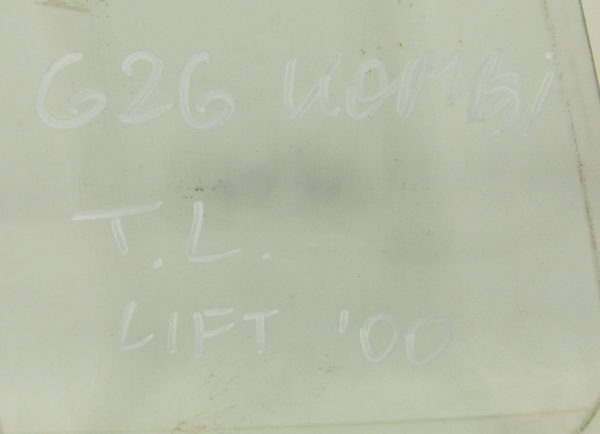 626 KOMBI
T.L.
LIFT '00